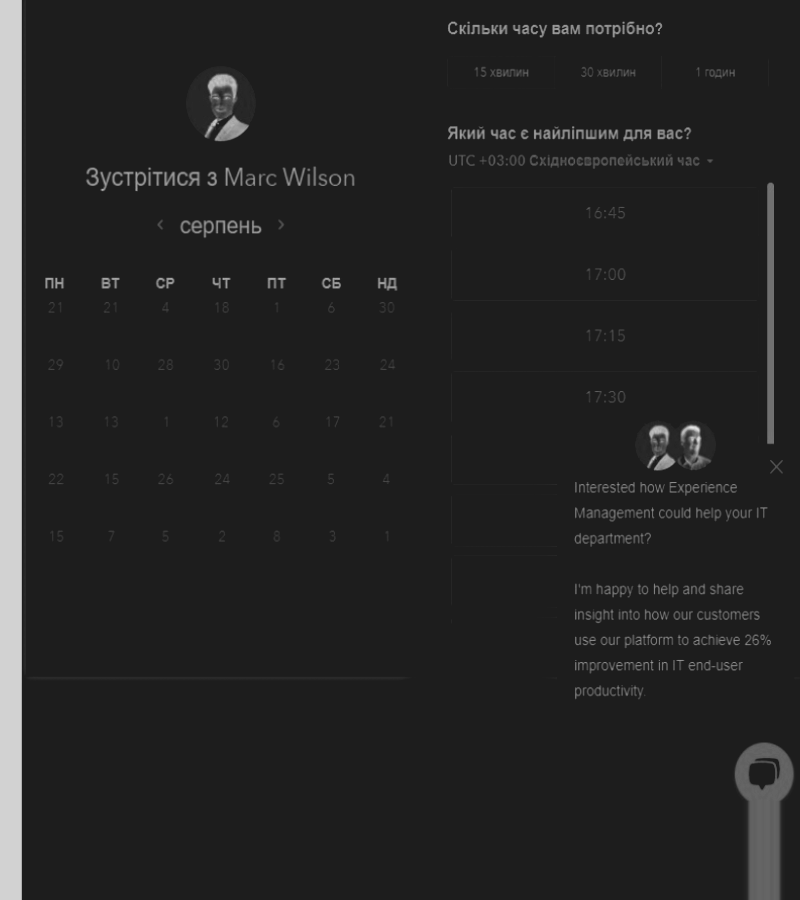 Зустрітися з Marc Wilson
серпень
ПН ВТ СР ЧТ ПТ СБ НД
21 21 4 18 1 6 30
29 10 28 30 16 23 24
13 13 1 12 6 17 21
22 15 26 24 25 5 4
15 7 5 2 8 3 1
Скільки часу вам потрібно?
15 хвилин 30 хвилин 1 годин
Який час є найліпшим для вас?
UTC +03:00 Східноєвропейський час
16:45
17:00
17:15
17:30
Interested how Experience
Management could help your IT
department?
I'm happy to help and share
insight into how our customers
use our platform to achieve 26%
improvement in IT end-user
productivity.